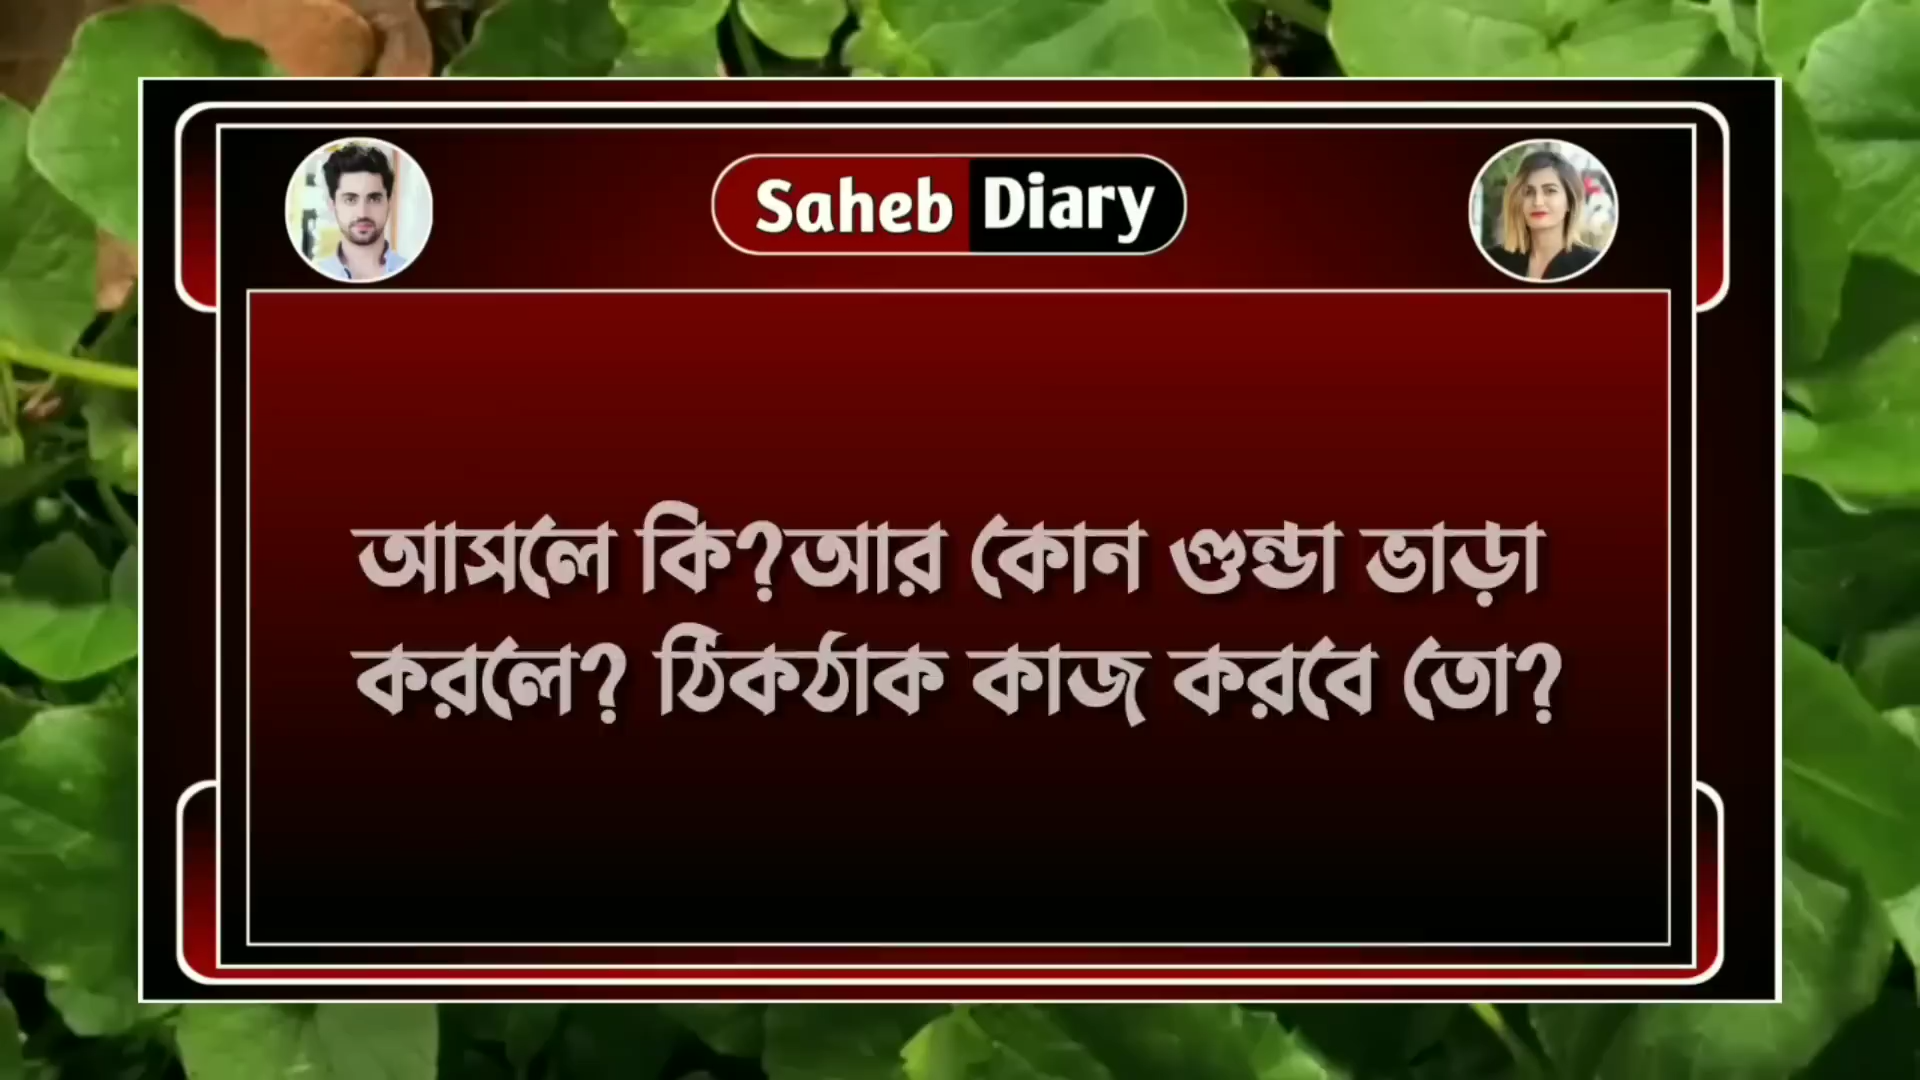 Saheb Diary
আসলে কি?আর কোন গুন্ডা ভাড়া
করলে? ঠিকঠাক কাজ করবে তো?